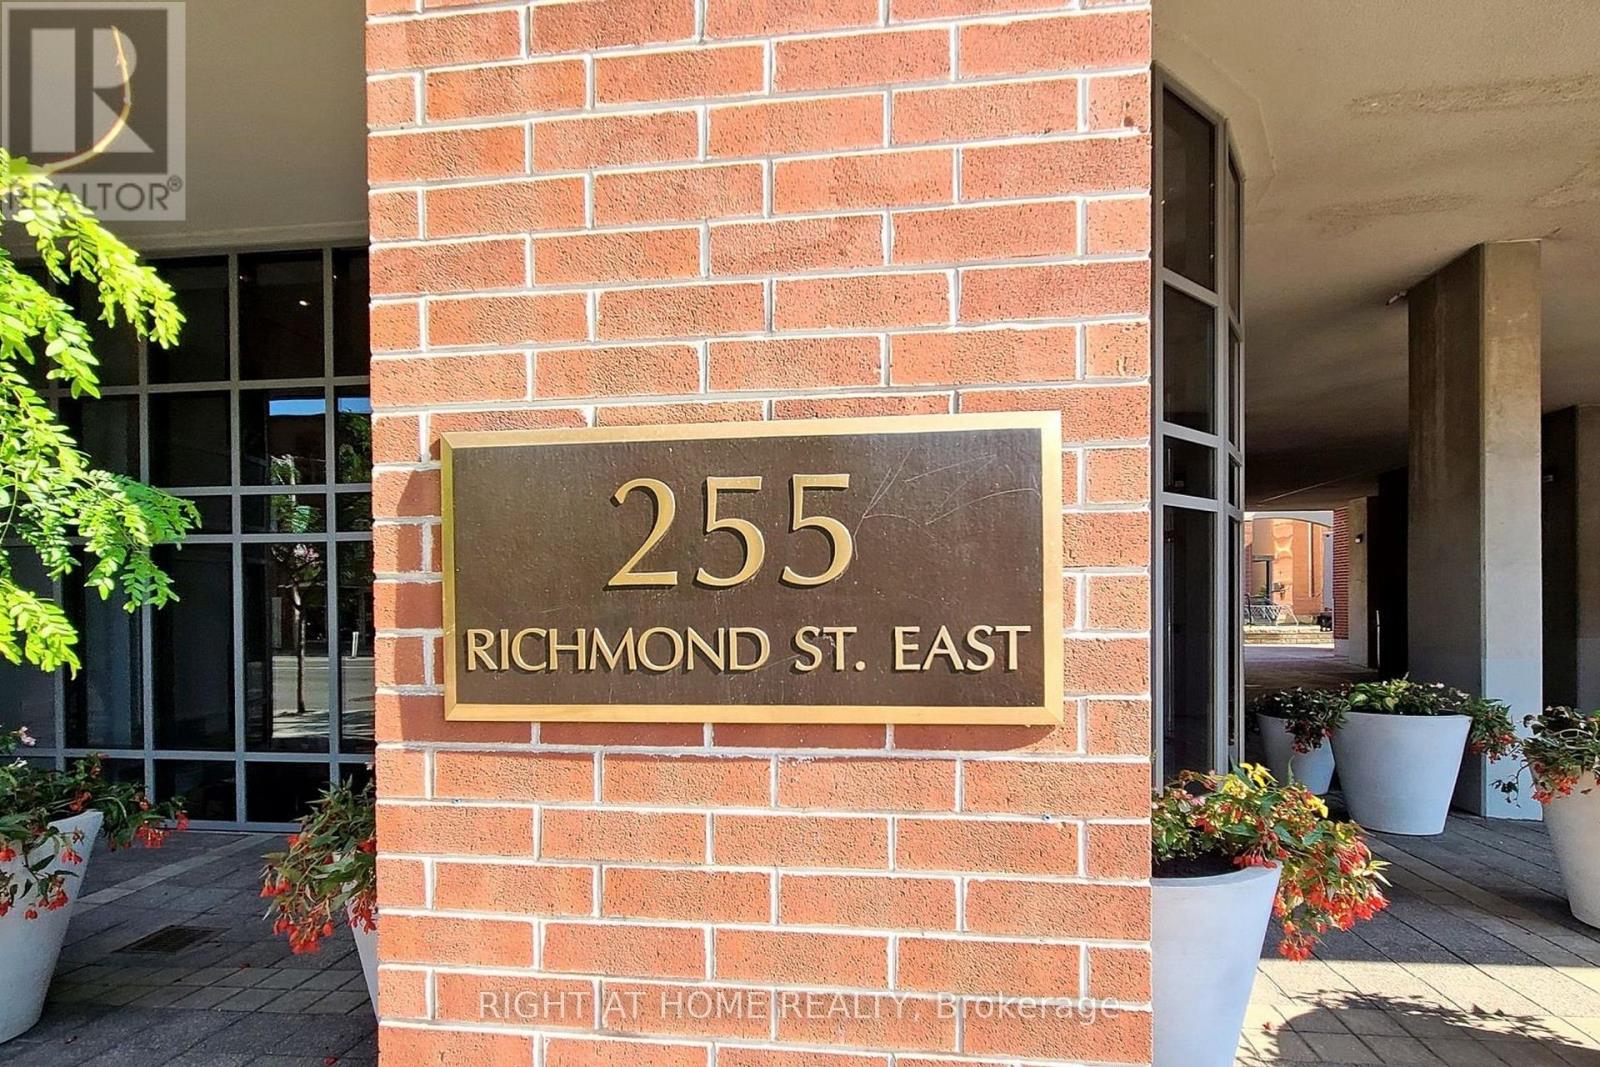 REALTOR®
255
RICHMOND ST. EAST
RIGHT AT HOME REALTY, Brokerage